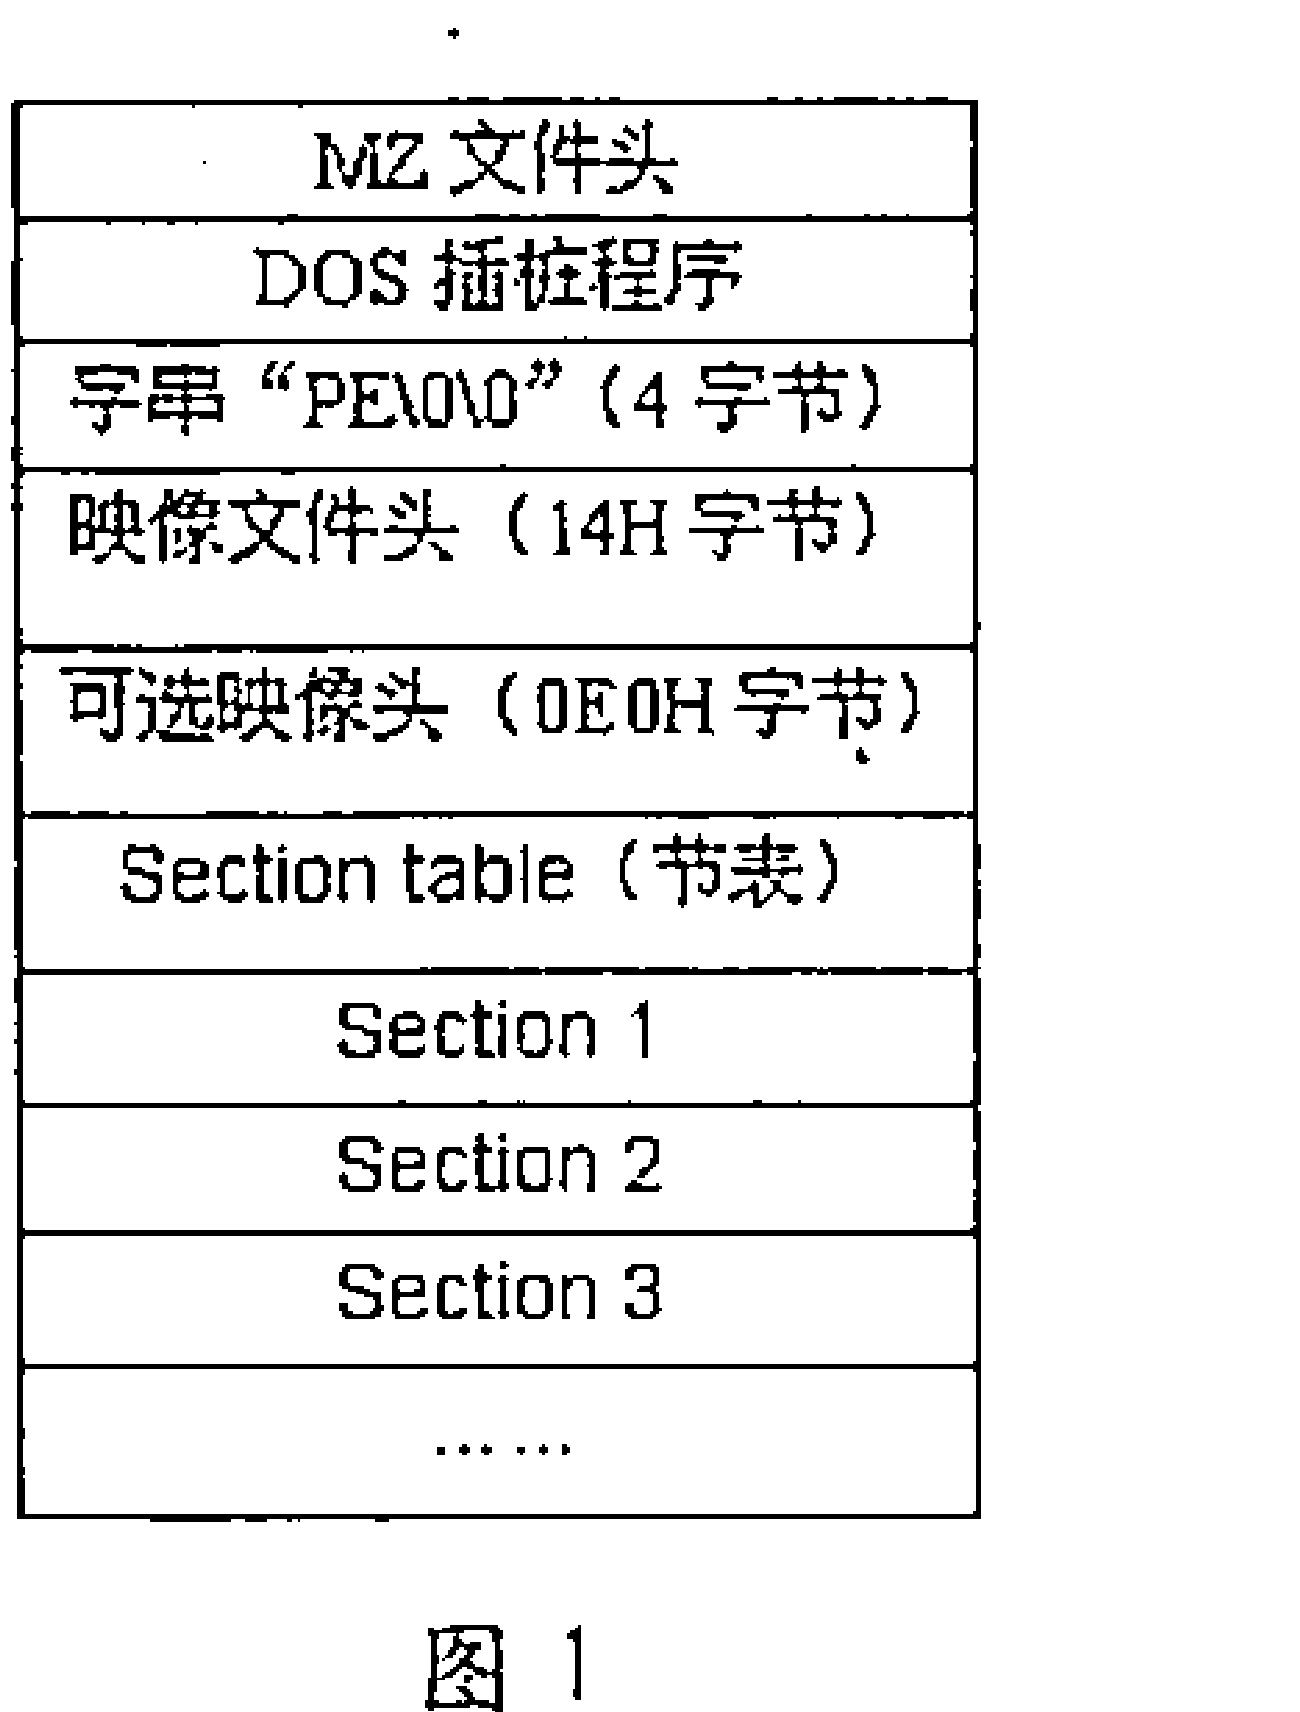 MZ 文件头
DOS 插桩程序
字串“PE\0\0”(4 字节)
映像文件头（14H 字节）
可选映像头（0E0H 字节）
Section table（节表）
Section 1
Section 2
Section 3
……
图 1